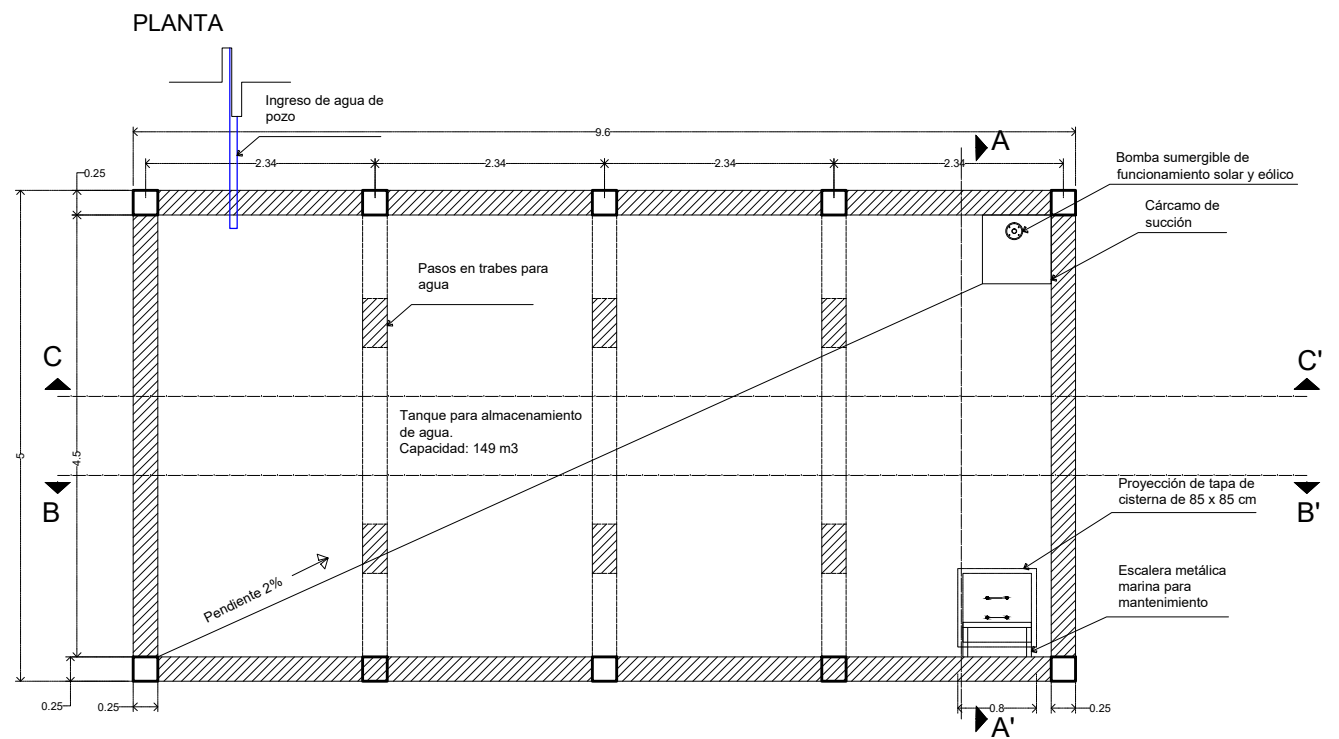 PLANTA
Ingreso de agua de
pozo
9.6
A
2.34
2.34
2.34
2.34
0.25
Bomba sumergible de
funcionamiento solar y eólico
Cárcamo de
succión
Pasos en trabes para
agua
C
C'
Tanque para almacenamiento
de agua.
Capacidad: 149 m3
5
4.5
B
B'
Proyección de tapa de
cisterna de 85 x 85 cm
Pendiente 2%
Escalera metálica
marina para
mantenimiento
0.25
0.25
0.8
0.25
A'